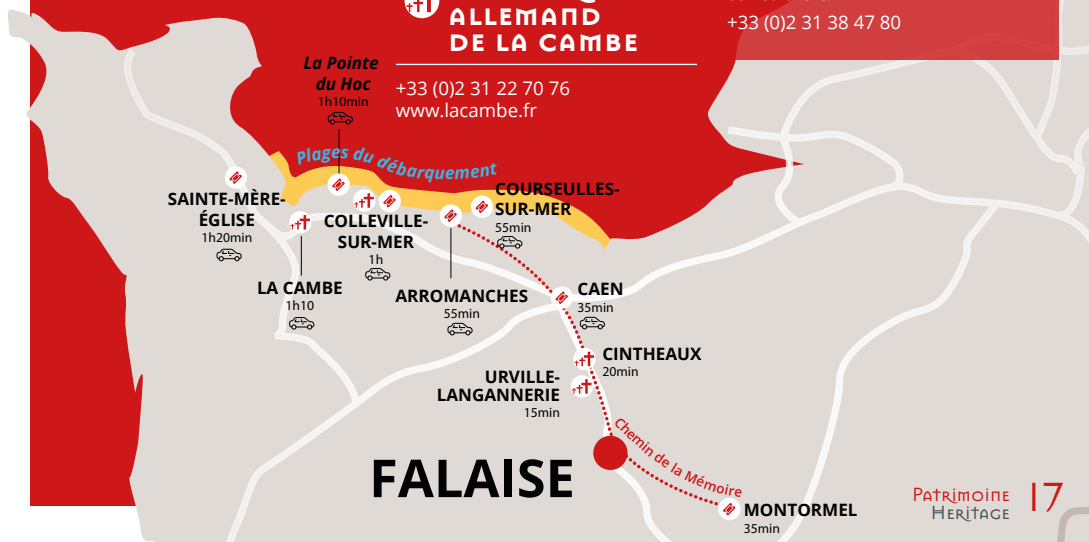 ALLEMAND
DE LA CAMBE
+33 (0)2 31 22 70 76
www.lacambe.fr
+33 (0)2 31 38 47 80
La Pointe
du Hoc
1h10min
Plages du débarquement
SAINTE-MÈRE-
ÉGLISE
1h20min
COLLEVILLE-
SUR-MER
1h
COURSEULLES-
SUR-MER
55min
LA CAMBE
1h10
ARROMANCHES
55min
CAEN
35min
CINTHEAUX
20min
URVILLE-
LANGANNERIE
15min
FALAISE
Chemin de la Mémoire
MONTORMEL
35min
Patrimoine
Heritage
17